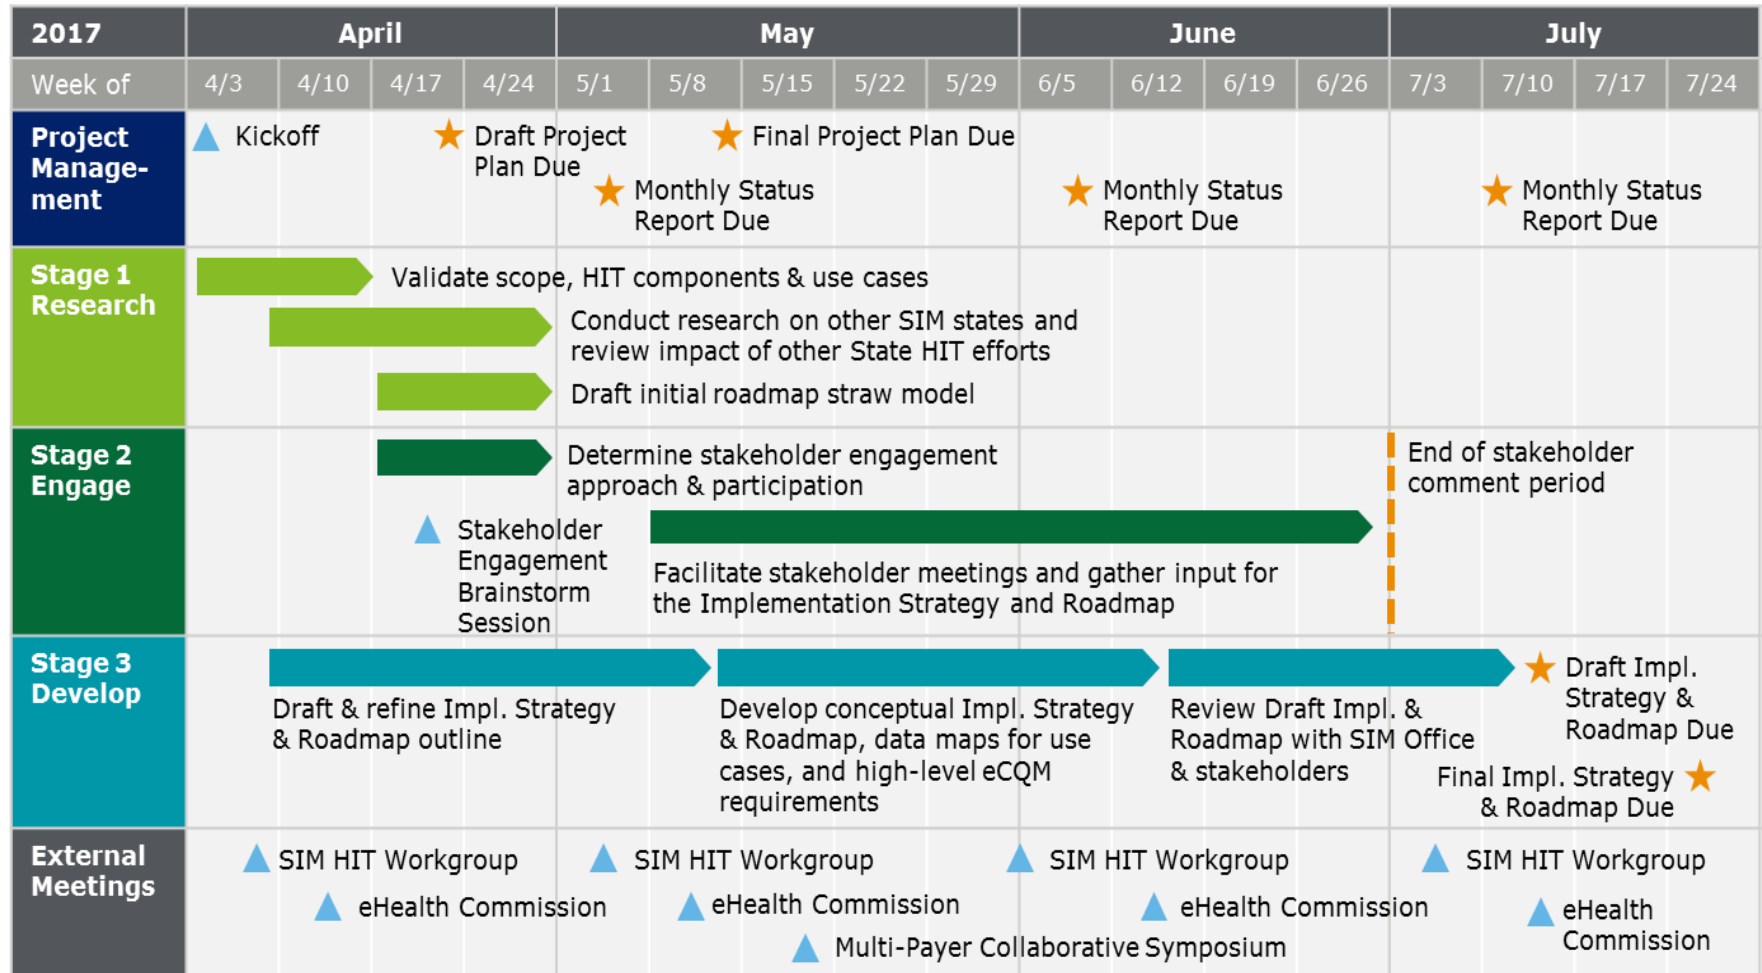 2017 April May June July
Week of 4/3 4/10 4/17 4/24 5/1 5/8 5/15 5/22 5/29 6/5 6/12 6/19 6/26 7/3 7/10 7/17 7/24
Project
Manage-
ment
Kickoff
Draft Project
Plan Due
Final Project Plan Due
Monthly Status
Report Due
Monthly Status
Report Due
Monthly Status
Report Due
Stage 1
Research
Validate scope, HIT components & use cases
Conduct research on other SIM states and
review impact of other State HIT efforts
Draft initial roadmap straw model
Stage 2
Engage
Determine stakeholder engagement
approach & participation
End of stakeholder
comment period
Stakeholder
Engagement
Brainstorm
Session
Facilitate stakeholder meetings and gather input for
the Implementation Strategy and Roadmap
Stage 3
Develop
Draft & refine Impl. Strategy
& Roadmap outline
Develop conceptual Impl. Strategy
& Roadmap, data maps for use
cases, and high-level eCQM
requirements
Review Draft Impl. &
Roadmap with SIM Office
& stakeholders
Draft Impl.
Strategy &
Roadmap Due
Final Impl. Strategy
& Roadmap Due
External
Meetings
SIM HIT Workgroup
SIM HIT Workgroup
SIM HIT Workgroup
SIM HIT Workgroup
eHealth Commission
eHealth Commission
eHealth Commission
eHealth
Commission
Multi-Payer Collaborative Symposium